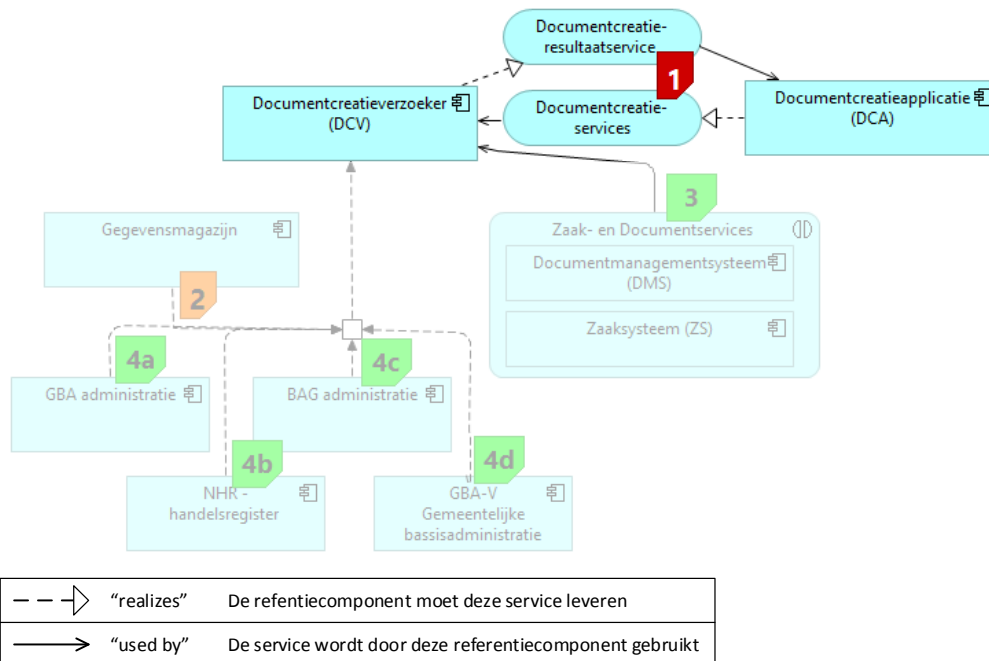 Documentcreatie-
resultaatservice
1
Documentcreatieverzoeker
(DCV)
Documentcreatie-
services
Documentcreatieapplicatie
(DCA)
3
Gegevensmagazijn
Zaak- en Documentservices
Documentmanagementsysteem
(DMS)
2
Zaaksysteem (ZS)
4a
4c
GBA administratie
BAG administratie
4b
4d
NHR -
handelsregister
GBA-V
Gemeentelijke
bassisadministratie
“realizes” De refentiecomponent moet deze service leveren
“used by” De service wordt door deze referentiecomponent gebruikt